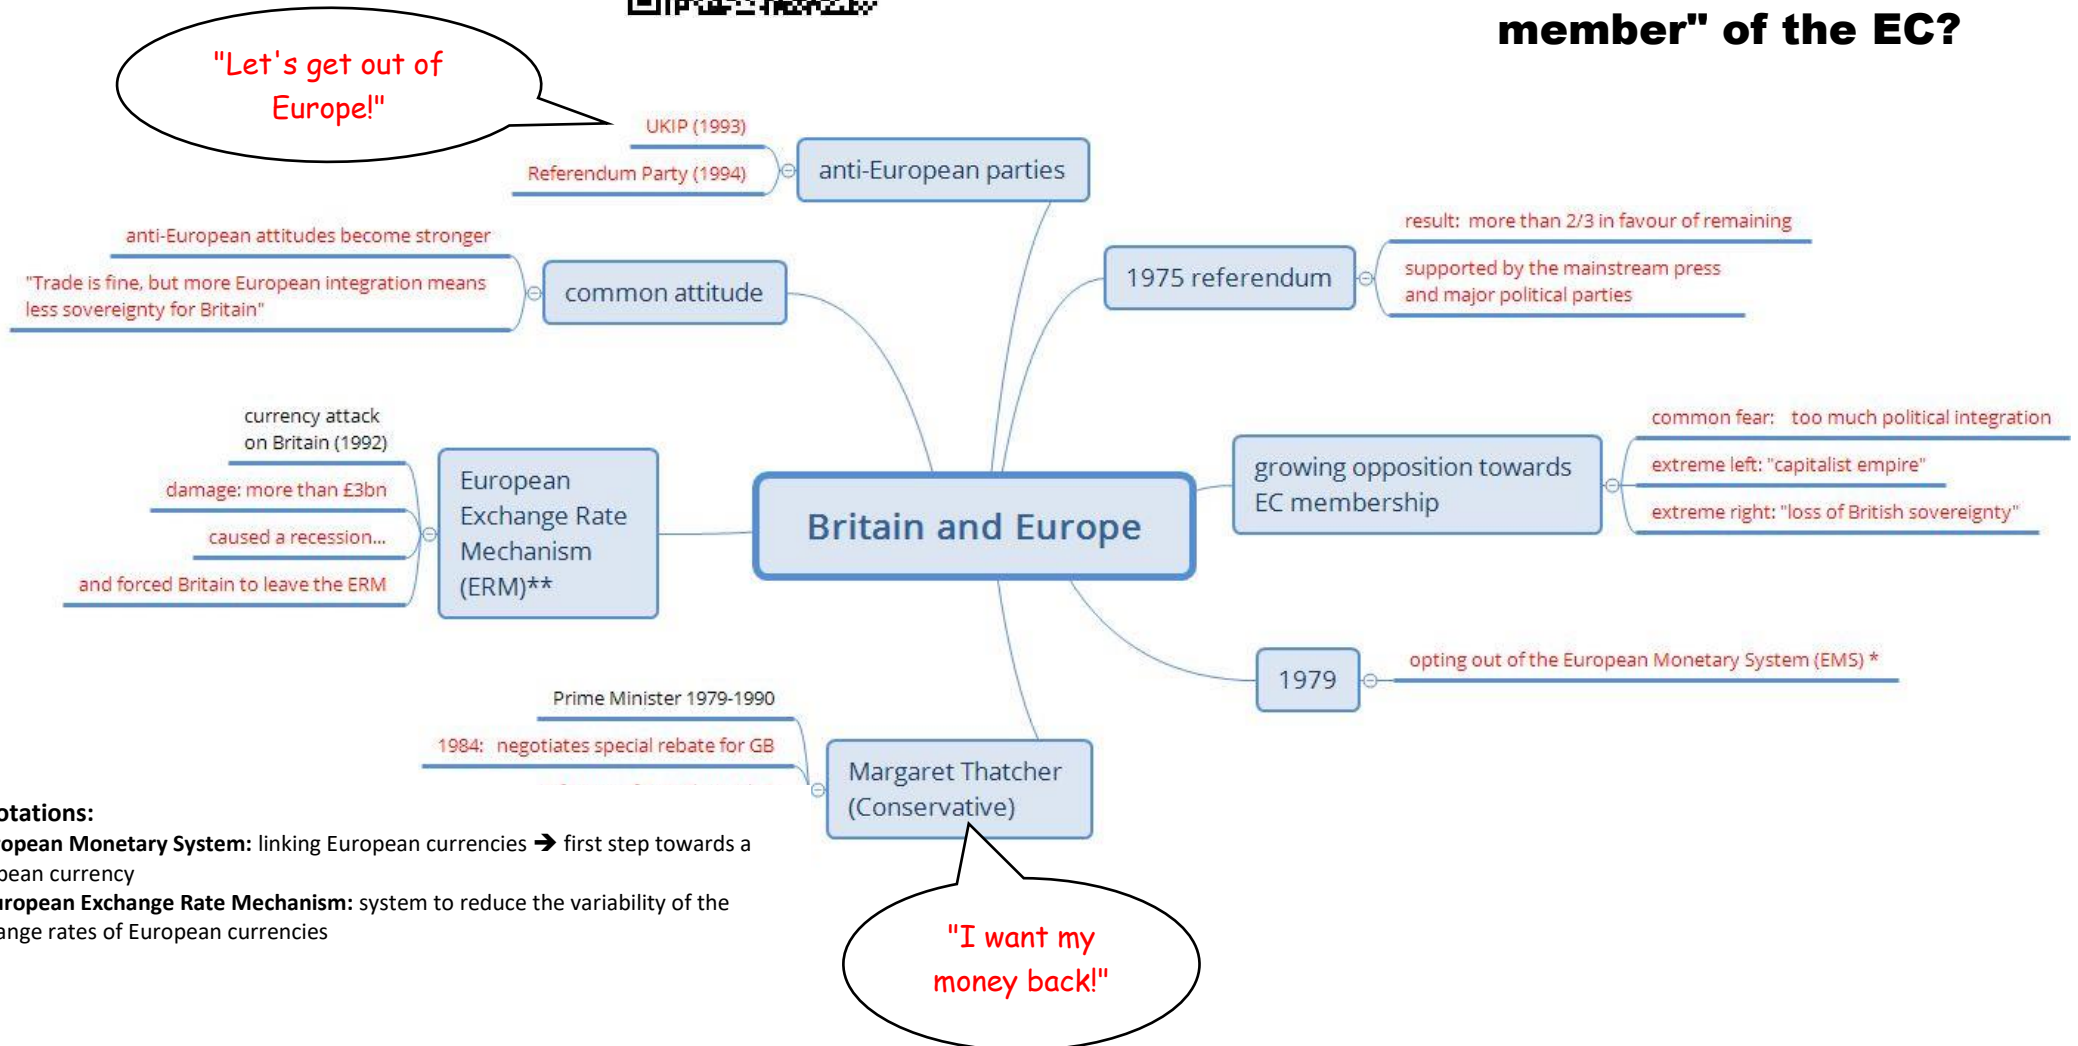 member" of the EC?
"Let's get out of
Europe!"
UKIP (1993)
Referendum Party (1994)
anti-European parties
anti-European attitudes become stronger
"Trade is fine, but more European integration means
less sovereignty for Britain"
common attitude
1975 referendum
result: more than 2/3 in favour of remaining
supported by the mainstream press
and major political parties
currency attack
on Britain (1992)
damage: more than £3bn
caused a recession...
and forced Britain to leave the ERM
European
Exchange Rate
Mechanism
(ERM)**
Britain and Europe
growing opposition towards
EC membership
common fear: too much political integration
extreme left: "capitalist empire"
extreme right: "loss of British sovereignty"
1979
opting out of the European Monetary System (EMS) *
Prime Minister 1979-1990
1984: negotiates special rebate for GB
Margaret Thatcher
(Conservative)
"I want my
money back!"
otations:
ropean Monetary System: linking European currencies ➔ first step towards a
pean currency
uropean Exchange Rate Mechanism: system to reduce the variability of the
ange rates of European currencies